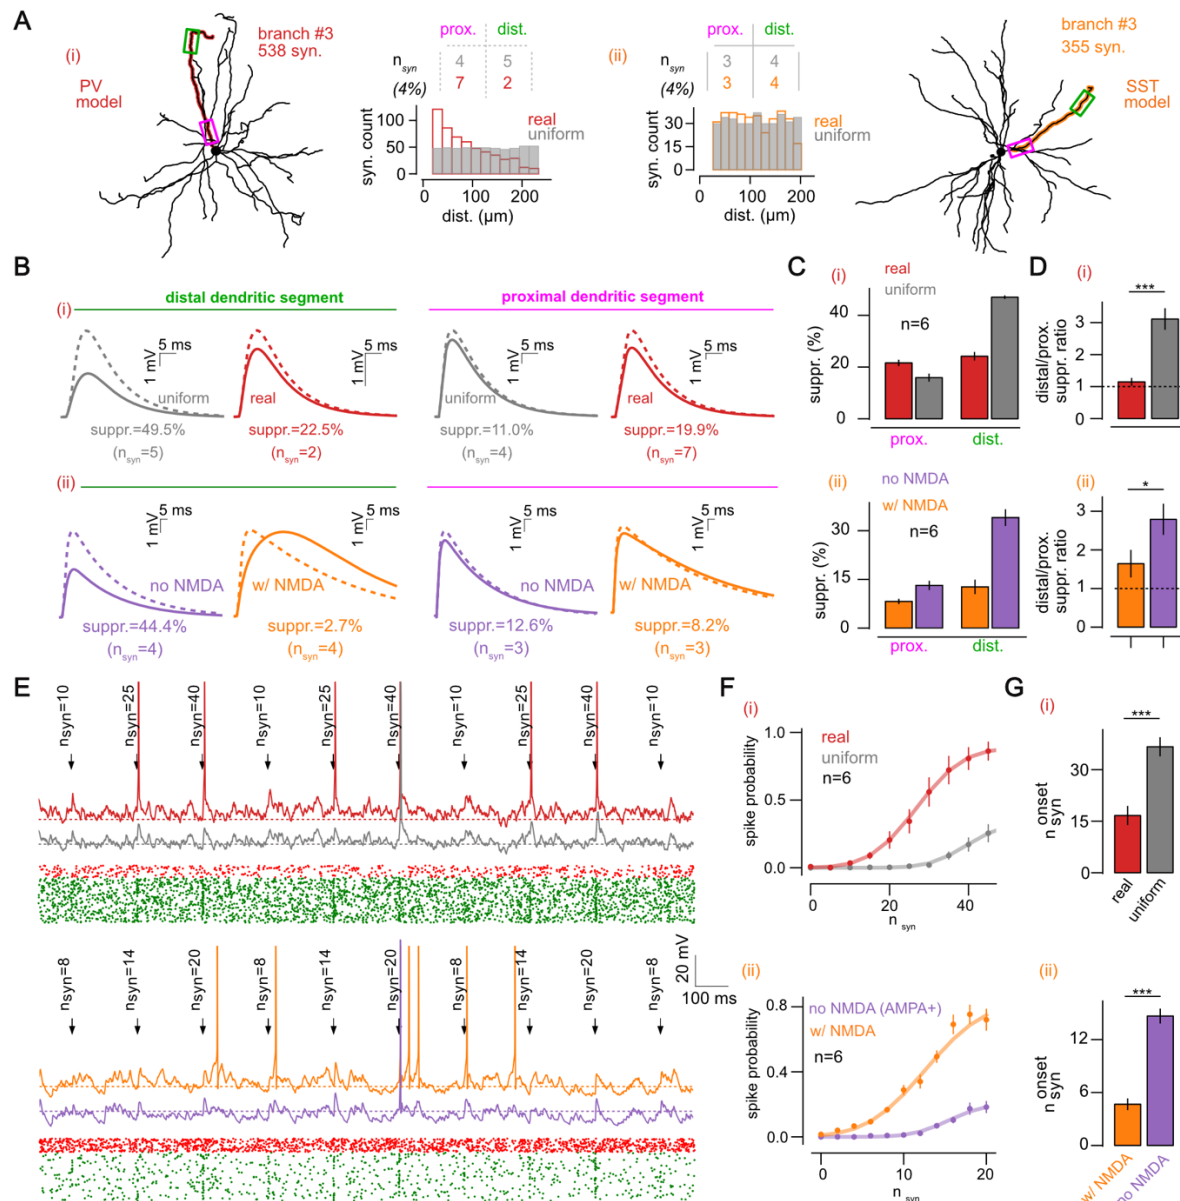 A
(i)
PV
model
branch #3
538 syn.
prox. dist.
n_syn 4 5
(4%) 7 2
syn. count
100
50
0
real
uniform
0 100 200
dist. (µm)
(ii)
prox. dist.
n_syn 3 4
(4%) 3 4
syn. count
30
15
0
real
uniform
0 100 200
dist. (µm)
branch #3
355 syn.
SST
model
B
distal dendritic segment
proximal dendritic segment
(i)
5 ms
1 mV
uniform
suppr.=49.5%
(n_syn=5)
5 ms
1 mV
real
suppr.=22.5%
(n_syn=2)
5 ms
1 mV
uniform
suppr.=11.0%
(n_syn=4)
5 ms
1 mV
real
suppr.=19.9%
(n_syn=7)
(ii)
5 ms
1 mV
no NMDA
suppr.=44.4%
(n_syn=4)
5 ms
1 mV
w/ NMDA
suppr.=2.7%
(n_syn=4)
5 ms
1 mV
no NMDA
suppr.=12.6%
(n_syn=3)
5 ms
1 mV
w/ NMDA
suppr.=8.2%
(n_syn=3)
C
(i)
real
uniform
n=6
suppr. (%)
40
20
0
prox. dist.
(ii)
no NMDA
w/ NMDA
n=6
suppr. (%)
30
15
0
prox. dist.
D
(i)
***
distal/prox.
suppr. ratio
3
2
1
(ii)
*
distal/prox.
suppr. ratio
3
2
1
0
E
nsyn=10
nsyn=25
nsyn=40
nsyn=10
nsyn=25
nsyn=40
nsyn=10
nsyn=25
nsyn=40
nsyn=10
nsyn=8
nsyn=14
nsyn=20
nsyn=8
nsyn=14
nsyn=20
nsyn=8
nsyn=14
nsyn=20
nsyn=8
20 mV
100 ms
F
(i)
real
uniform
n=6
spike probability
1.0
0.5
0.0
0 20 40
n_syn
(ii)
no NMDA (AMPA+)
w/ NMDA
n=6
spike probability
0.8
0.4
0.0
0 10 20
n_syn
G
(i)
***
onset
n syn
30
15
0
real
uniform
(ii)
***
onset
n syn
12
6
0
w/ NMDA
no NMDA